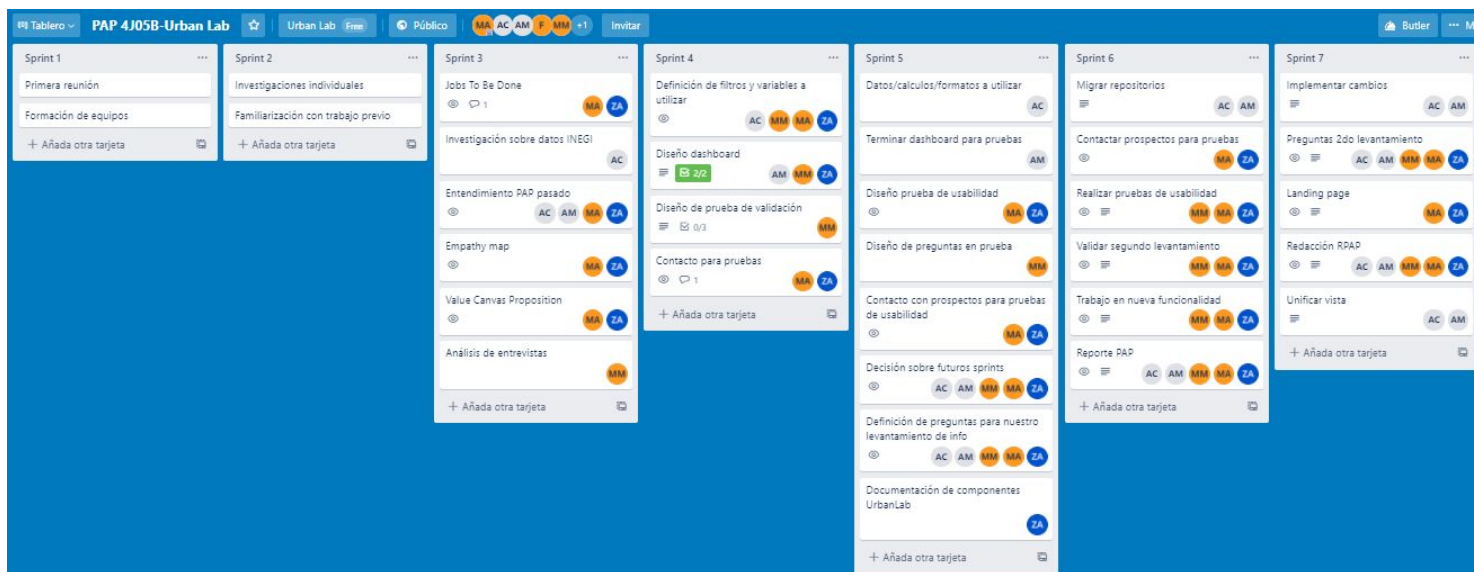 Tablero
PAP 4J05B-Urban Lab
Urban Lab Free
Público
MA AC AM F MM +1
Invitar
Butler
... M
Sprint 1
Primera reunión
Formación de equipos
+ Añada otra tarjeta
Sprint 2
Investigaciones individuales
Familiarización con trabajo previo
+ Añada otra tarjeta
Sprint 3
Jobs To Be Done
1
MA ZA
Investigación sobre datos INEGI
AC
Entendimiento PAP pasado
AC AM MA ZA
Empathy map
MA ZA
Value Canvas Proposition
MA ZA
Análisis de entrevistas
MM
+ Añada otra tarjeta
Sprint 4
Definición de filtros y variables a
utilizar
AC MM MA ZA
Diseño dashboard
2/2
AM MM ZA
Diseño de prueba de validación
0/3
MM
Contacto para pruebas
1
MA ZA
+ Añada otra tarjeta
Sprint 5
Datos/calculos/formatos a utilizar
AC
Terminar dashboard para pruebas
AM
Diseño prueba de usabilidad
MA ZA
Diseño de preguntas en prueba
MM
Contacto con prospectos para pruebas
de usabilidad
MA ZA
Decisión sobre futuros sprints
AC AM MM MA ZA
Definición de preguntas para nuestro
levantamiento de info
AC AM MM MA ZA
Documentación de componentes
UrbanLab
ZA
+ Añada otra tarjeta
Sprint 6
Migrar repositorios
AC AM
Contactar prospectos para pruebas
MA ZA
Realizar pruebas de usabilidad
MM MA ZA
Validar segundo levantamiento
MM MA ZA
Trabajo en nueva funcionalidad
MM MA ZA
Reporte PAP
AC AM MM MA ZA
+ Añada otra tarjeta
Sprint 7
Implementar cambios
AC AM
Preguntas 2do levantamiento
AC AM MM MA ZA
Landing page
MA ZA
Redacción RPAP
AC AM MM MA ZA
Unificar vista
AC AM
+ Añada otra tarjeta